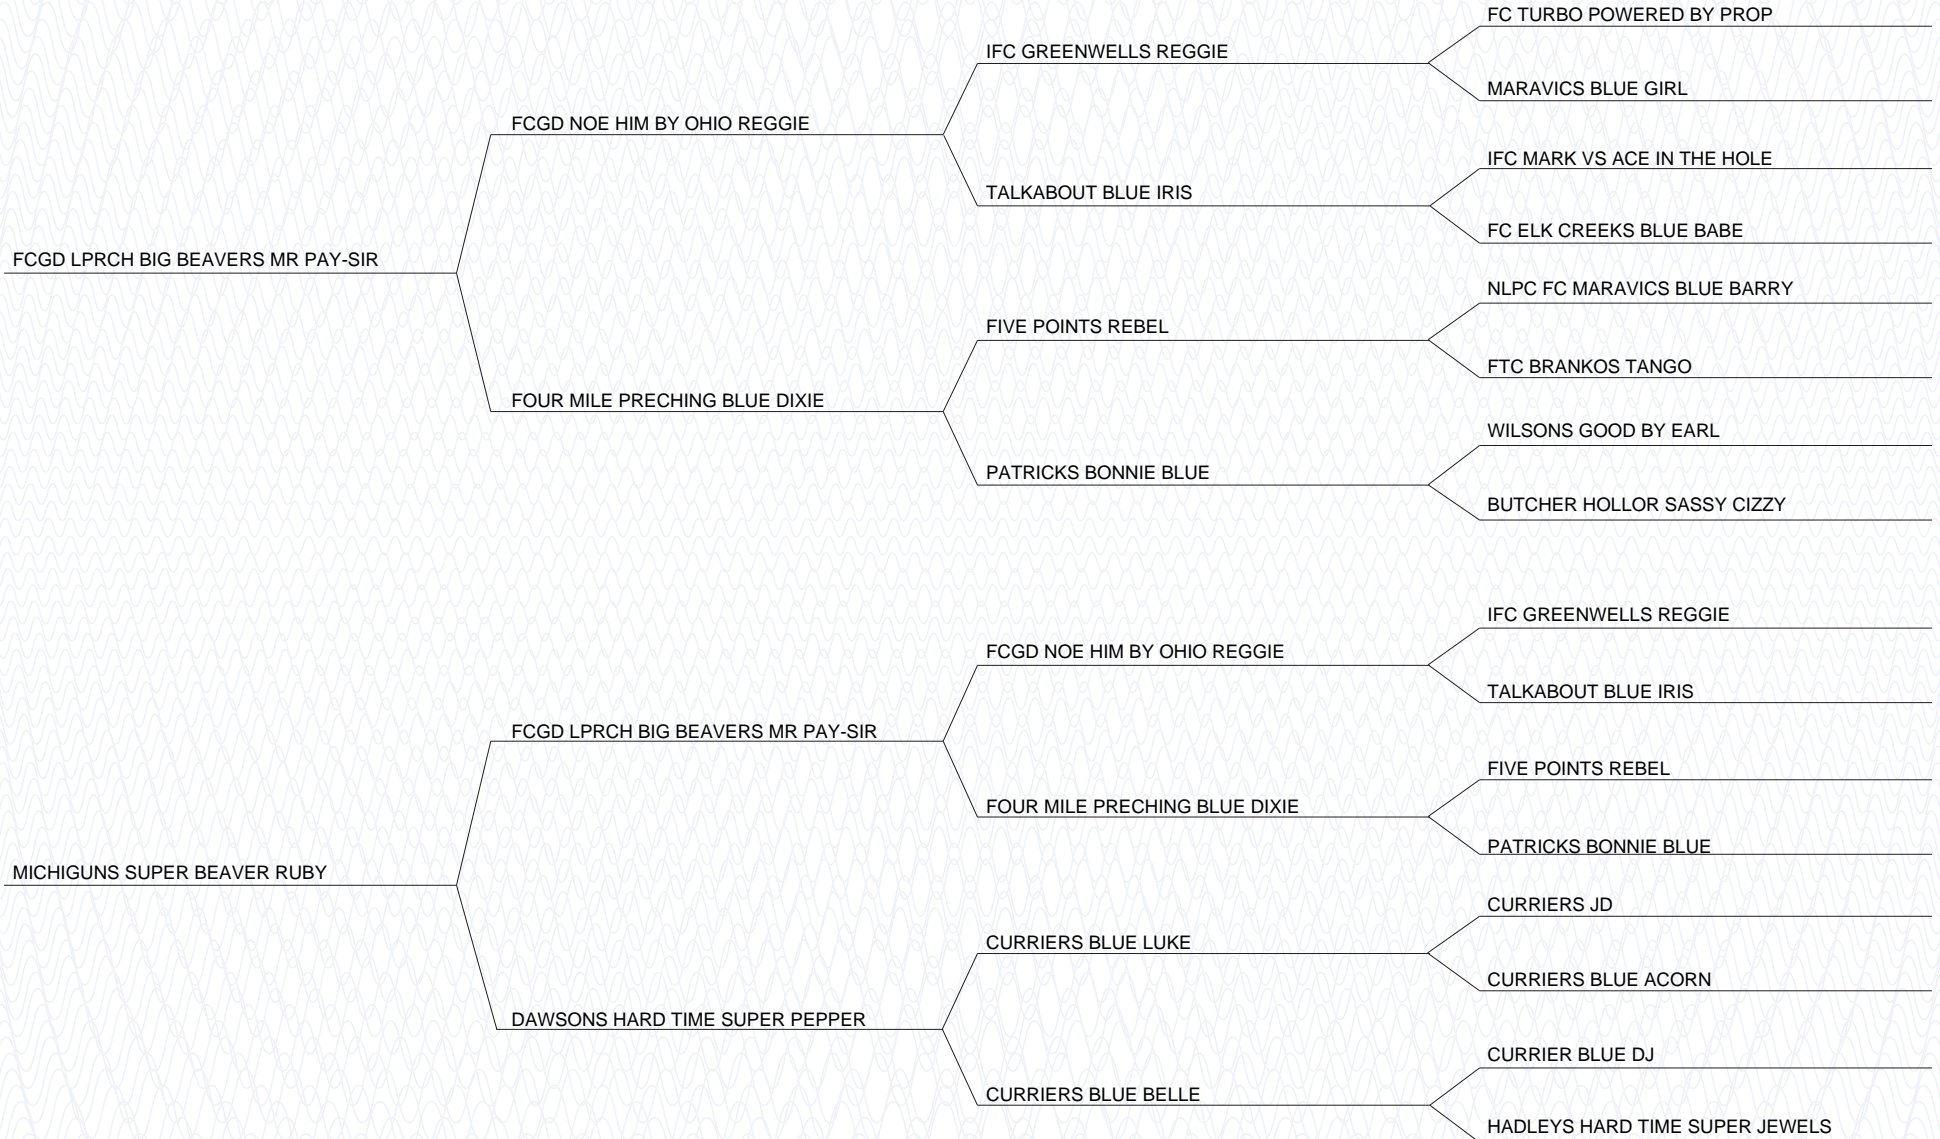 FC TURBO POWERED BY PROP
IFC GREENWELLS REGGIE
MARAVICS BLUE GIRL
FCGD NOE HIM BY OHIO REGGIE
IFC MARK VS ACE IN THE HOLE
TALKABOUT BLUE IRIS
FC ELK CREEKS BLUE BABE
FCGD LPRCH BIG BEAVERS MR PAY-SIR
NLPC FC MARAVICS BLUE BARRY
FIVE POINTS REBEL
FTC BRANKOS TANGO
FOUR MILE PRECHING BLUE DIXIE
WILSONS GOOD BY EARL
PATRICKS BONNIE BLUE
BUTCHER HOLLOR SASSY CIZZY
IFC GREENWELLS REGGIE
FCGD NOE HIM BY OHIO REGGIE
TALKABOUT BLUE IRIS
FCGD LPRCH BIG BEAVERS MR PAY-SIR
FIVE POINTS REBEL
FOUR MILE PRECHING BLUE DIXIE
PATRICKS BONNIE BLUE
MICHIGUNS SUPER BEAVER RUBY
CURRIERS JD
CURRIERS BLUE LUKE
CURRIERS BLUE ACORN
DAWSONS HARD TIME SUPER PEPPER
CURRIER BLUE DJ
CURRIERS BLUE BELLE
HADLEYS HARD TIME SUPER JEWELS